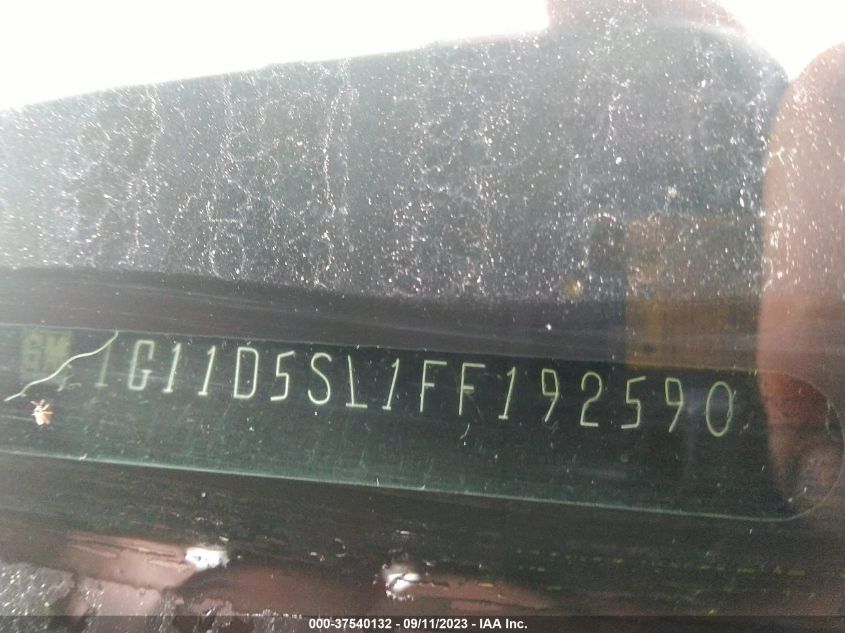 GM
1G11D5SL1FF192590
000-37540132 - 09/11/2023 - IAA Inc.